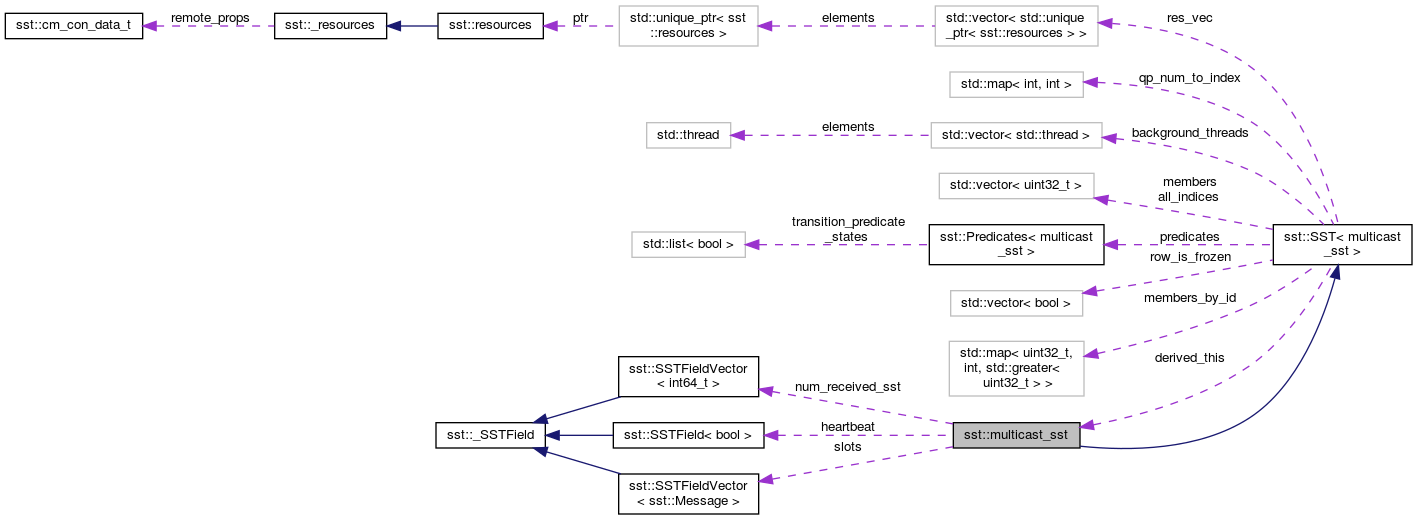 sst::cm_con_data_t
remote_props
sst::_resources
sst::resources
ptr
std::unique_ptr< sst
::resources >
elements
std::vector< std::unique
_ptr< sst::resources > >
res_vec
std::map< int, int >
qp_num_to_index
std::thread
elements
std::vector< std::thread >
background_threads
std::vector< uint32_t >
members
all_indices
std::list< bool >
transition_predicate
_states
sst::Predicates< multicast
_sst >
predicates
sst::SST< multicast
_sst >
row_is_frozen
std::vector< bool >
members_by_id
std::map< uint32_t,
int, std::greater<
uint32_t > >
derived_this
sst::SSTFieldVector
< int64_t >
num_received_sst
sst::_SSTField
sst::SSTField< bool >
heartbeat
sst::multicast_sst
slots
sst::SSTFieldVector
< sst::Message >